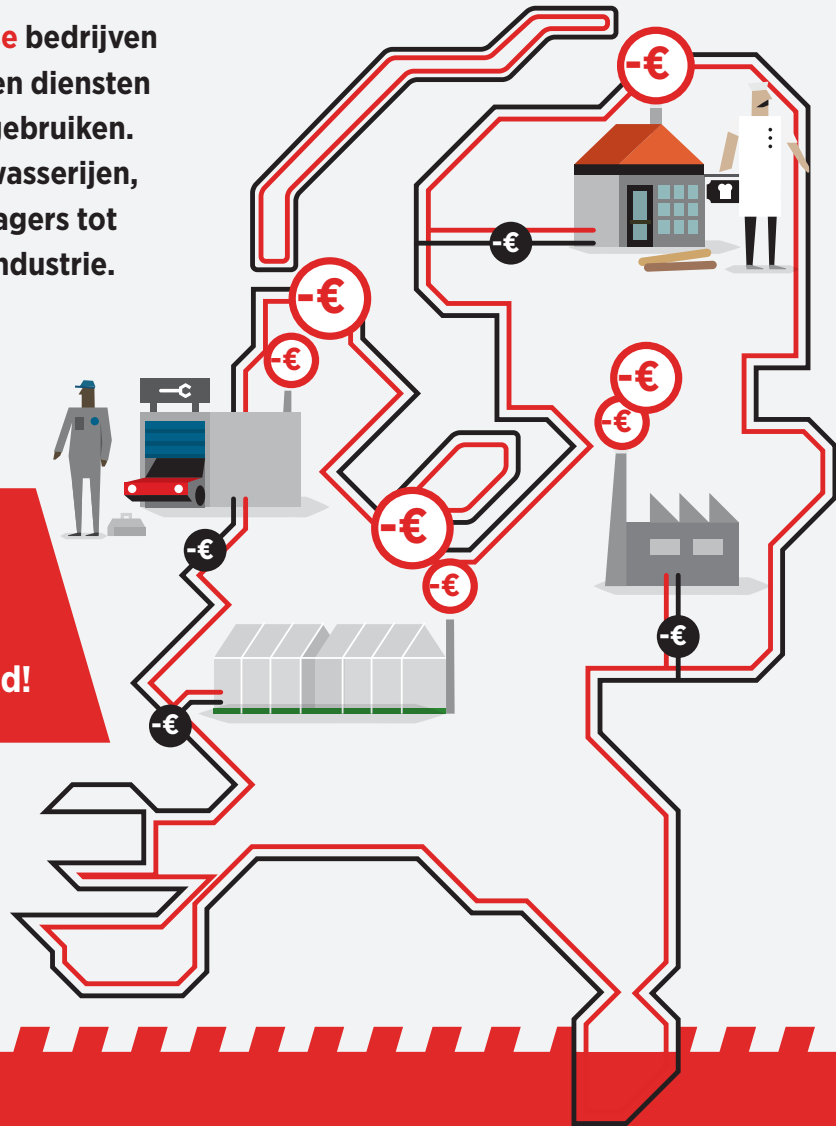 e bedrijven
en diensten
gebruiken.
wasserijen,
agers tot
ndustrie.
d!
-€
-€
-€
-€
-€
-€
-€
-€
-€
-€
-€